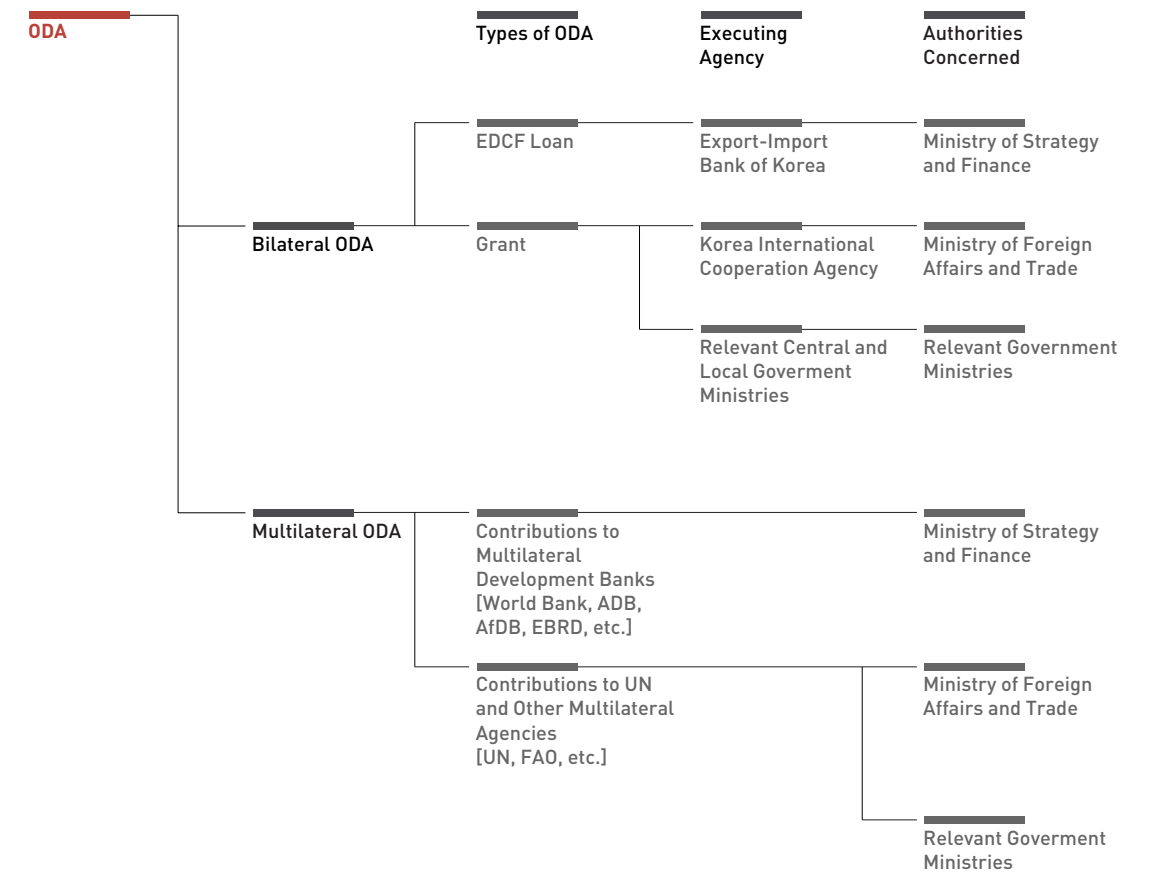 ODA
Types of ODA
Executing
Agency
Authorities
Concerned
EDCF Loan
Export-Import
Bank of Korea
Ministry of Strategy
and Finance
Bilateral ODA
Grant
Korea International
Cooperation Agency
Ministry of Foreign
Affairs and Trade
Relevant Central and
Local Goverment
Ministries
Relevant Government
Ministries
Multilateral ODA
Contributions to
Multilateral
Development Banks
[World Bank, ADB,
AfDB, EBRD, etc.]
Ministry of Strategy
and Finance
Contributions to UN
and Other Multilateral
Agencies
[UN, FAO, etc.]
Ministry of Foreign
Affairs and Trade
Relevant Goverment
Ministries